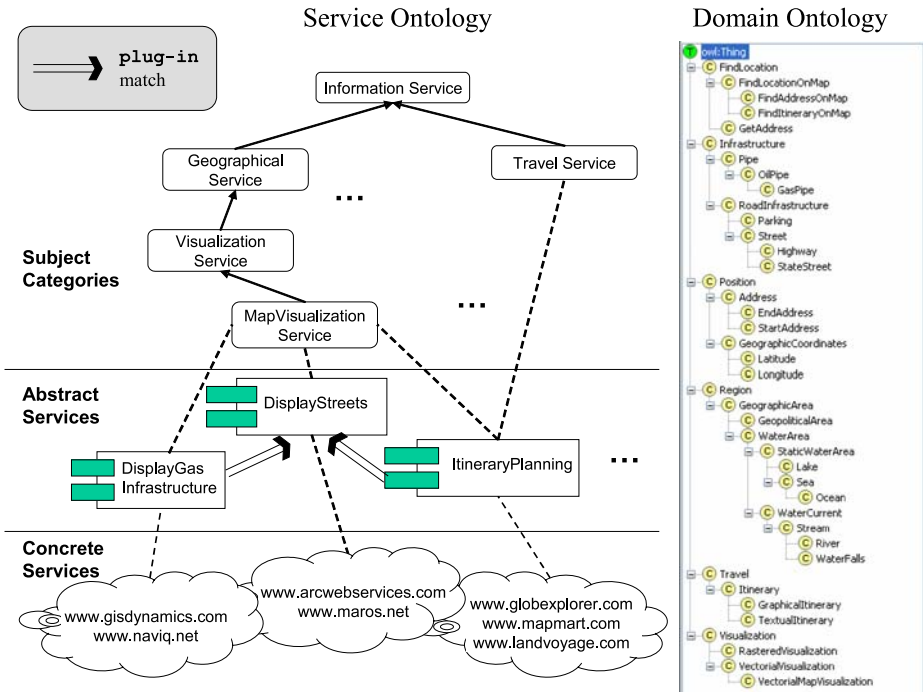 Service Ontology
Domain Ontology
plug-in
match
Information Service
Geographical
Service
Travel Service
...
Visualization
Service
Subject
Categories
...
MapVisualization
Service
Abstract
Services
DisplayStreets
DisplayGas
Infrastructure
ItineraryPlanning
...
Concrete
Services
www.gisdynamics.com
www.naviq.net
www.arcwebservices.com
www.maros.net
www.globexplorer.com
www.mapmart.com
www.landvoyage.com
T owl:Thing
C FindLocation
C FindLocationOnMap
C FindAddressOnMap
C FindItineraryOnMap
C GetAddress
C Infrastructure
C Pipe
C OilPipe
C GasPipe
C RoadInfrastructure
C Parking
C Street
C Highway
C StateStreet
C Position
C Address
C EndAddress
C StartAddress
C GeographicCoordinates
C Latitude
C Longitude
C Region
C GeographicArea
C GeopoliticalArea
C WaterArea
C StaticWaterArea
C Lake
C Sea
C Ocean
C WaterCurrent
C Stream
C River
C WaterFalls
C Travel
C Itinerary
C GraphicalItinerary
C TextualItinerary
C Visualization
C RasteredVisualization
C VectorialVisualization
C VectorialMapVisualization